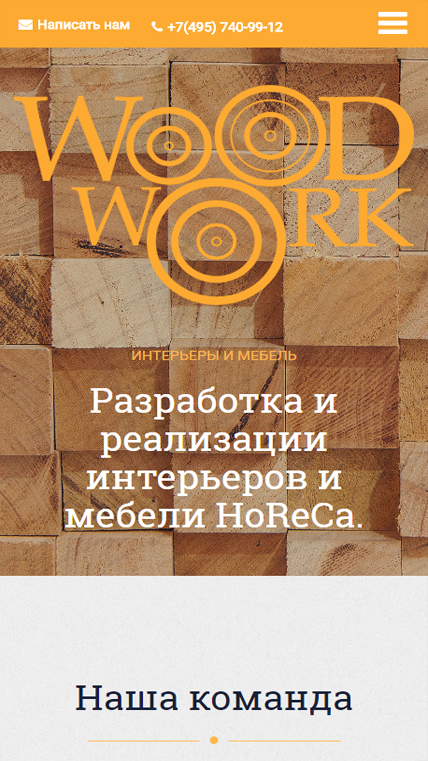 Написать нам
+7(495) 740-99-12
WOOD
WORK
ИНТЕРЬЕРЫ И МЕБЕЛЬ
Разработка и
реализации
интерьеров и
мебели HoReCa.
Наша команда